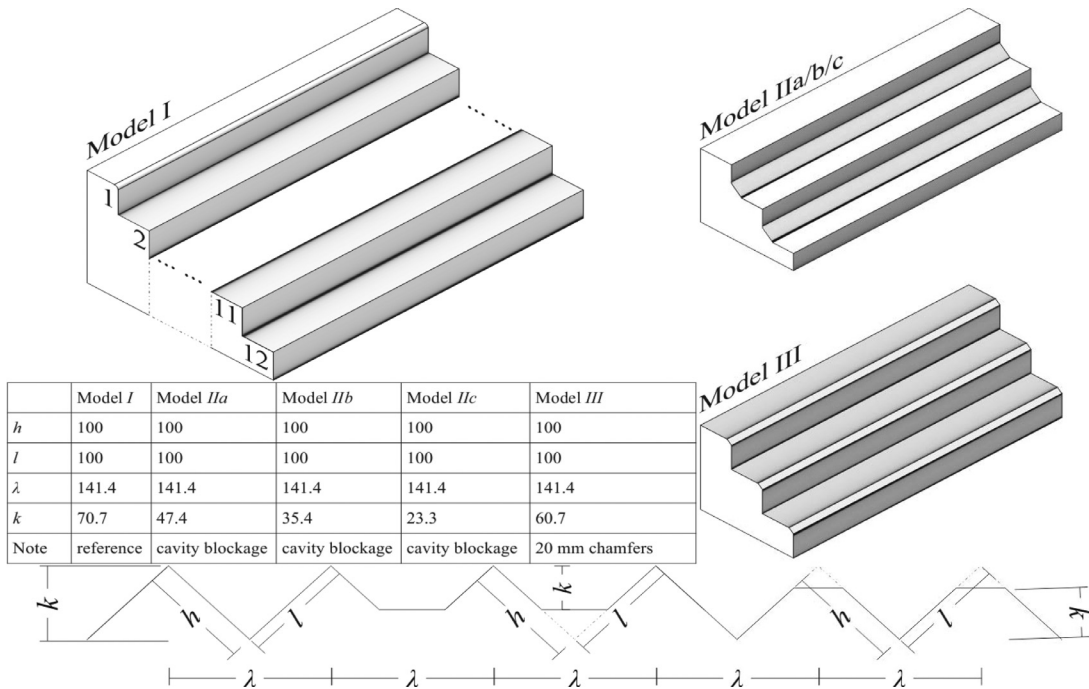 Model I
1
2
11
12
Model IIa/b/c
Model III
Model I Model IIa Model IIb Model IIc Model III
h 100 100 100 100 100
l 100 100 100 100 100
λ 141.4 141.4 141.4 141.4 141.4
k 70.7 47.4 35.4 23.3 60.7
Note reference cavity blockage cavity blockage cavity blockage 20 mm chamfers
k h l h k l h l k
λ λ λ λ λ